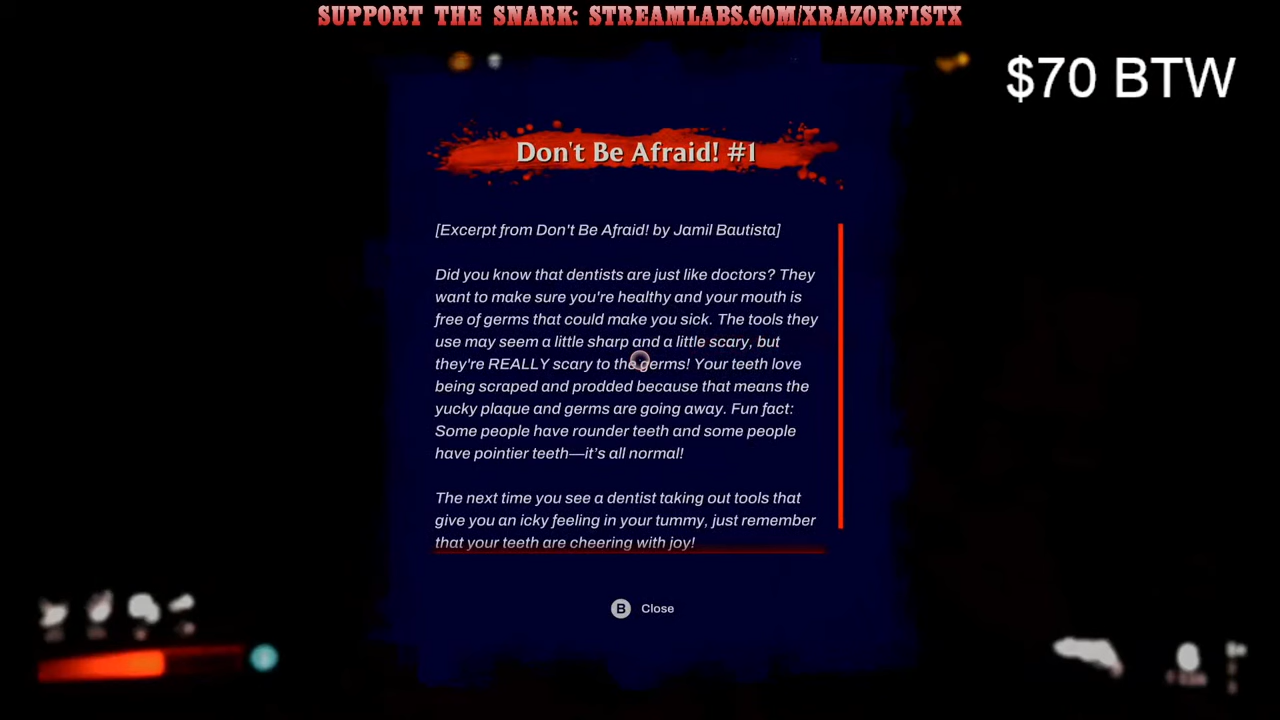 SUPPORT THE SNARK: STREAMLABS.COM/XRAZORFISTX
$70 BTW
Don't Be Afraid! #1
[Excerpt from Don't Be Afraid! by Jamil Bautista]
Did you know that dentists are just like doctors? They
want to make sure you're healthy and your mouth is
free of germs that could make you sick. The tools they
use may seem a little sharp and a little scary, but
they're REALLY scary to the germs! Your teeth love
being scraped and prodded because that means the
yucky plaque and germs are going away. Fun fact:
Some people have rounder teeth and some people
have pointier teeth—it's all normal!
The next time you see a dentist taking out tools that
give you an icky feeling in your tummy, just remember
that your teeth are cheering with joy!
B Close